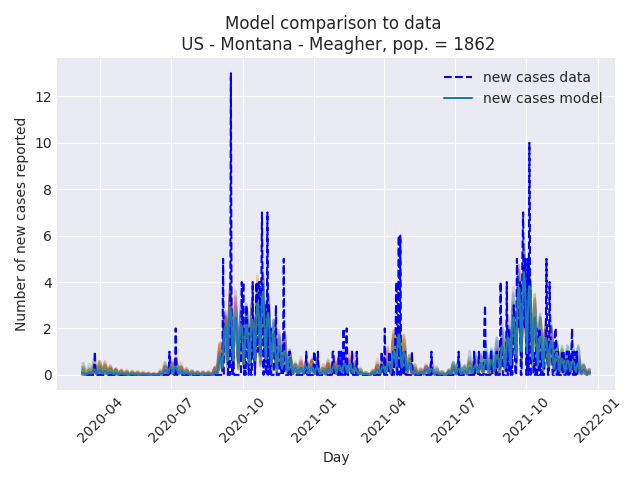 Model comparison to data
US - Montana - Meagher, pop. = 1862
new cases data
new cases model
Number of new cases reported
12
10
8
6
4
2
0
2020-04
2020-07
2020-10
2021-01
2021-04
2021-07
2021-10
2022-01
Day